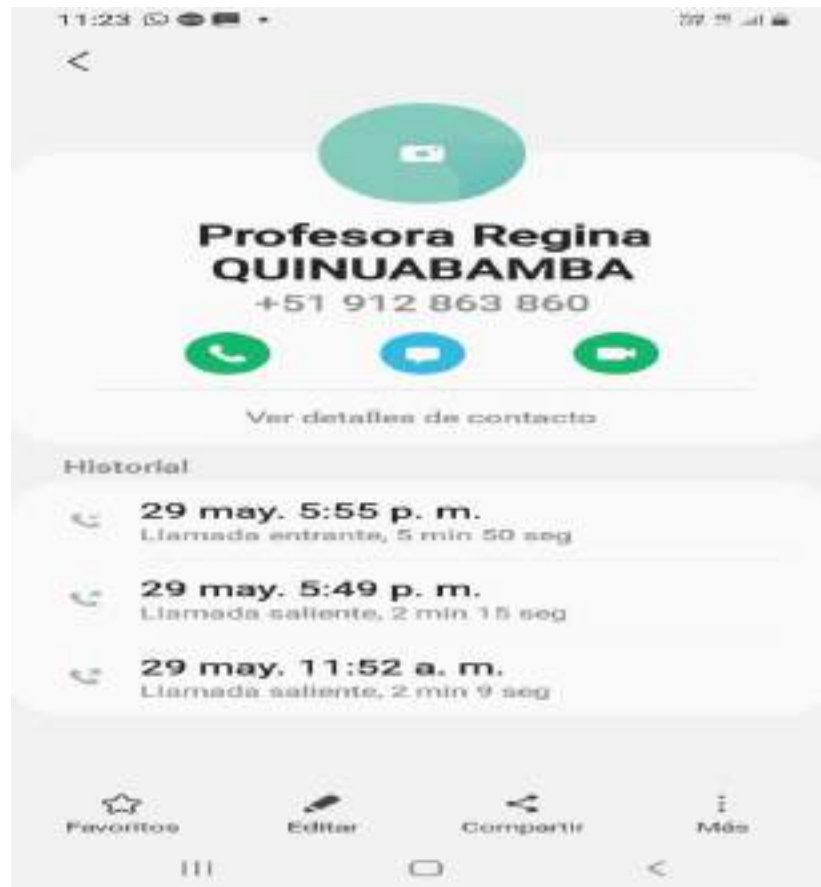 11:23
Profesora Regina
QUINUABAMBA
+51 912 863 860
Ver detalles de contacto
Historial
29 may. 5:55 p. m.
Llamada entrante, 5 min 50 seg
29 may. 5:49 p. m.
Llamada saliente, 2 min 15 seg
29 may. 11:52 a. m.
Llamada saliente, 2 min 9 seg
Favoritos Editar Compartir Más